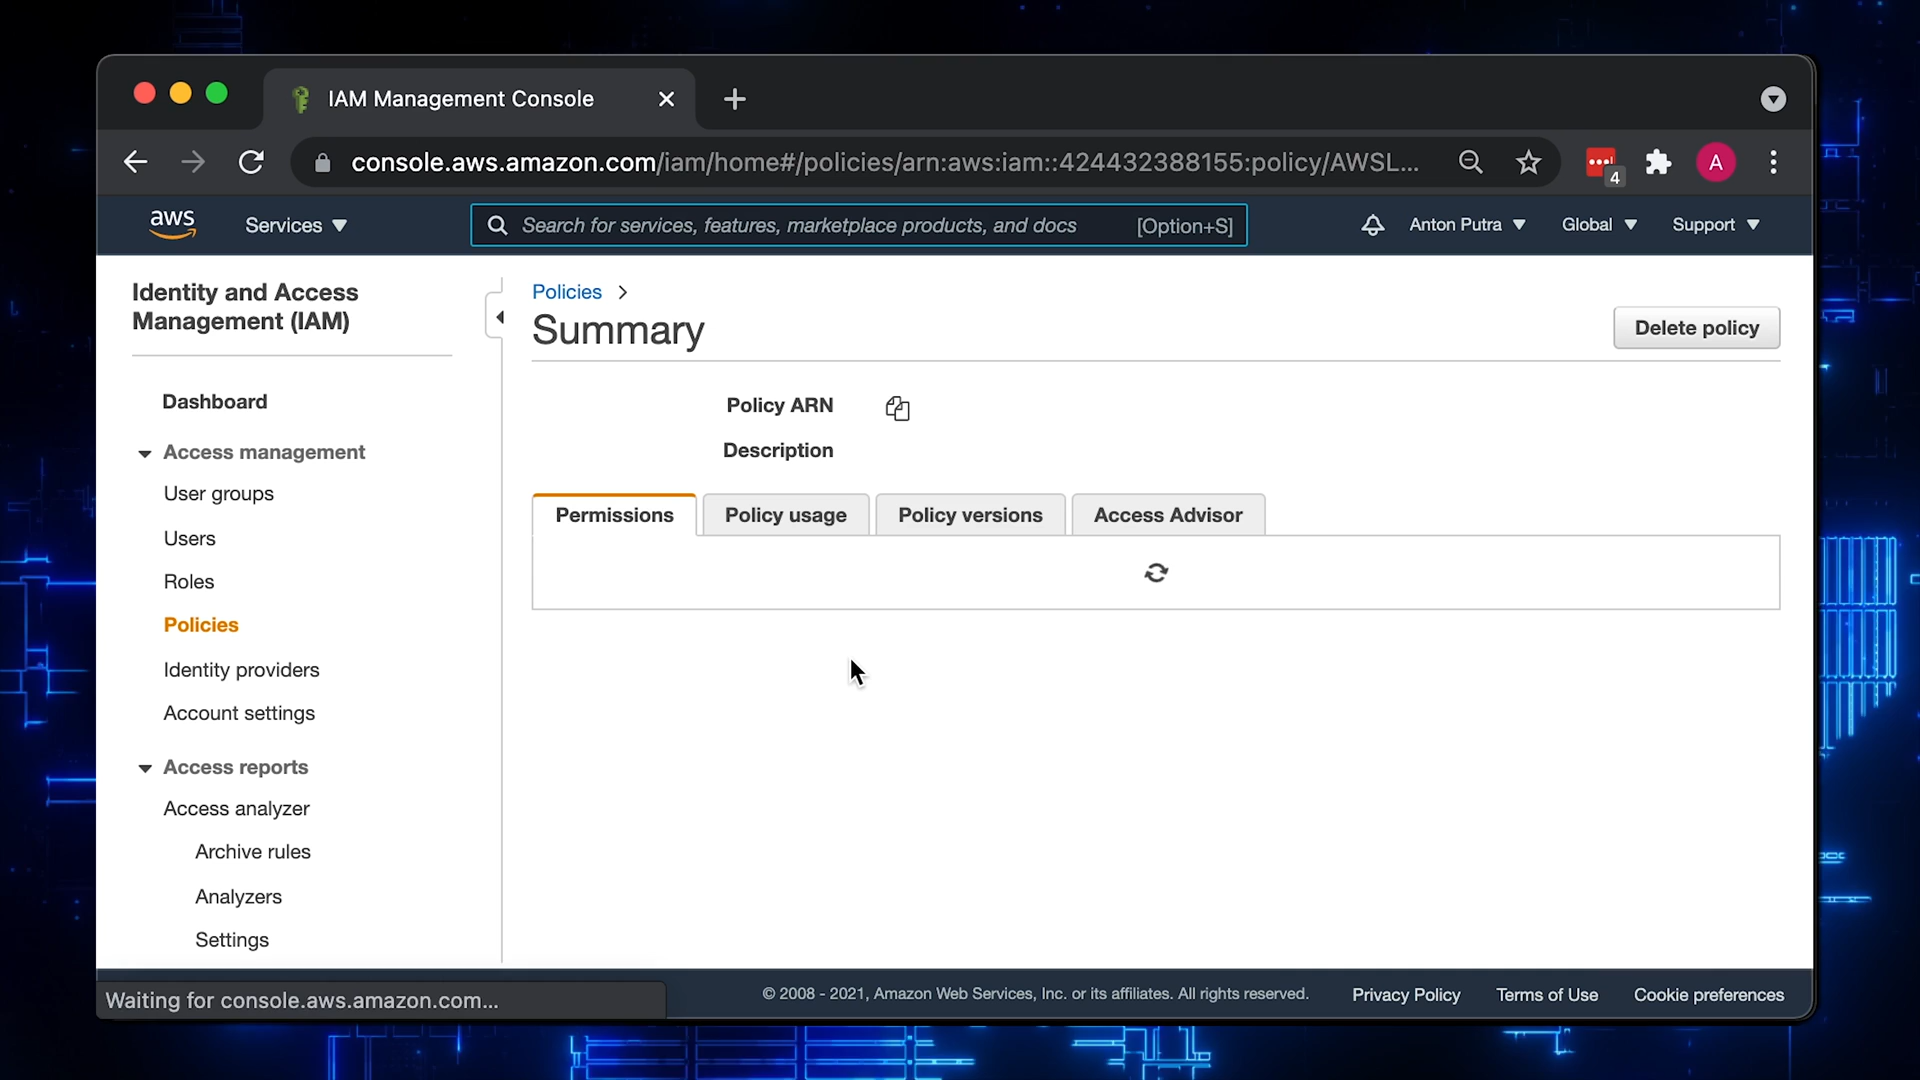 IAM Management Console
console.aws.amazon.com/iam/home#/policies/arn:aws:iam::424432388155:policy/AWSL...
4
A
aws
Services
Search for services, features, marketplace products, and docs
[Option+S]
Anton Putra
Global
Support
Identity and Access
Management (IAM)
Dashboard
Access management
User groups
Users
Roles
Policies
Identity providers
Account settings
Access reports
Access analyzer
Archive rules
Analyzers
Settings
Policies
Summary
Delete policy
Policy ARN
Description
Permissions
Policy usage
Policy versions
Access Advisor
Waiting for console.aws.amazon.com...
© 2008 - 2021, Amazon Web Services, Inc. or its affiliates. All rights reserved.
Privacy Policy
Terms of Use
Cookie preferences